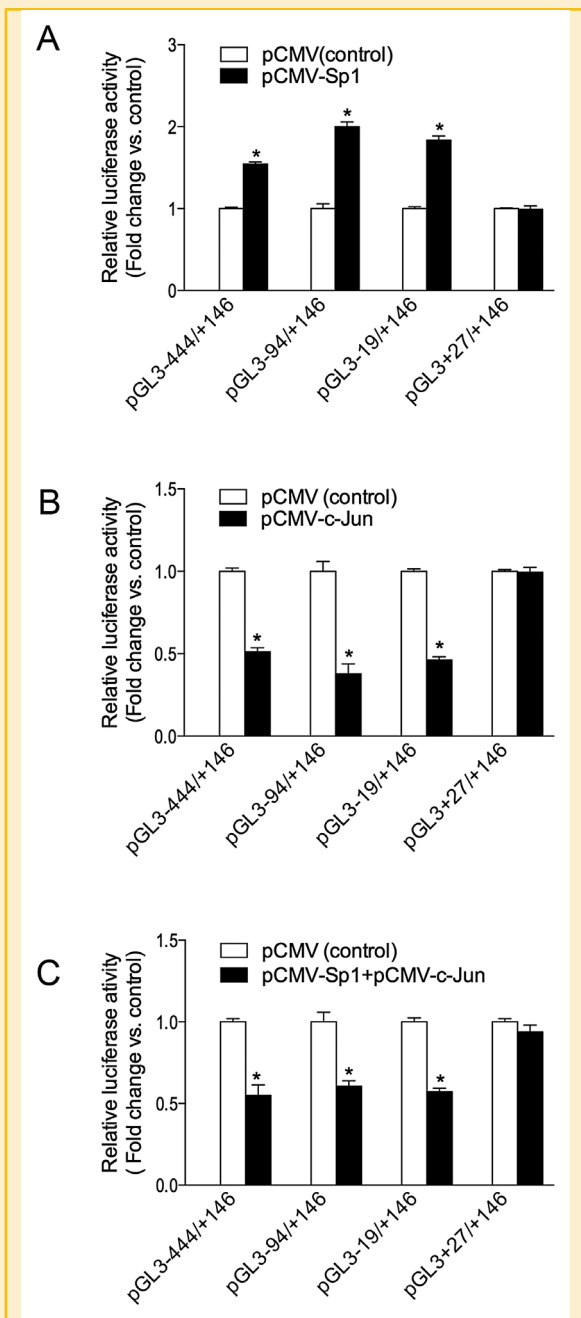 A
3
2
1
0
Relative luciferase activity
(Fold change vs. control)
pCMV(control)
pCMV-Sp1
*
*
*
pGL3-444/+146
pGL3-94/+146
pGL3-19/+146
pGL3+27/+146
B
1.5
1.0
0.5
0.0
Relative luciferase activity
(Fold change vs. control)
pCMV (control)
pCMV-c-Jun
*
*
*
pGL3-444/+146
pGL3-94/+146
pGL3-19/+146
pGL3+27/+146
C
1.5
1.0
0.5
0.0
Relative luciferase ativity
( Fold change vs. control)
pCMV (control)
pCMV-Sp1+pCMV-c-Jun
*
*
*
pGL3-444/+146
pGL3-94/+146
pGL3-19/+146
pGL3+27/+146